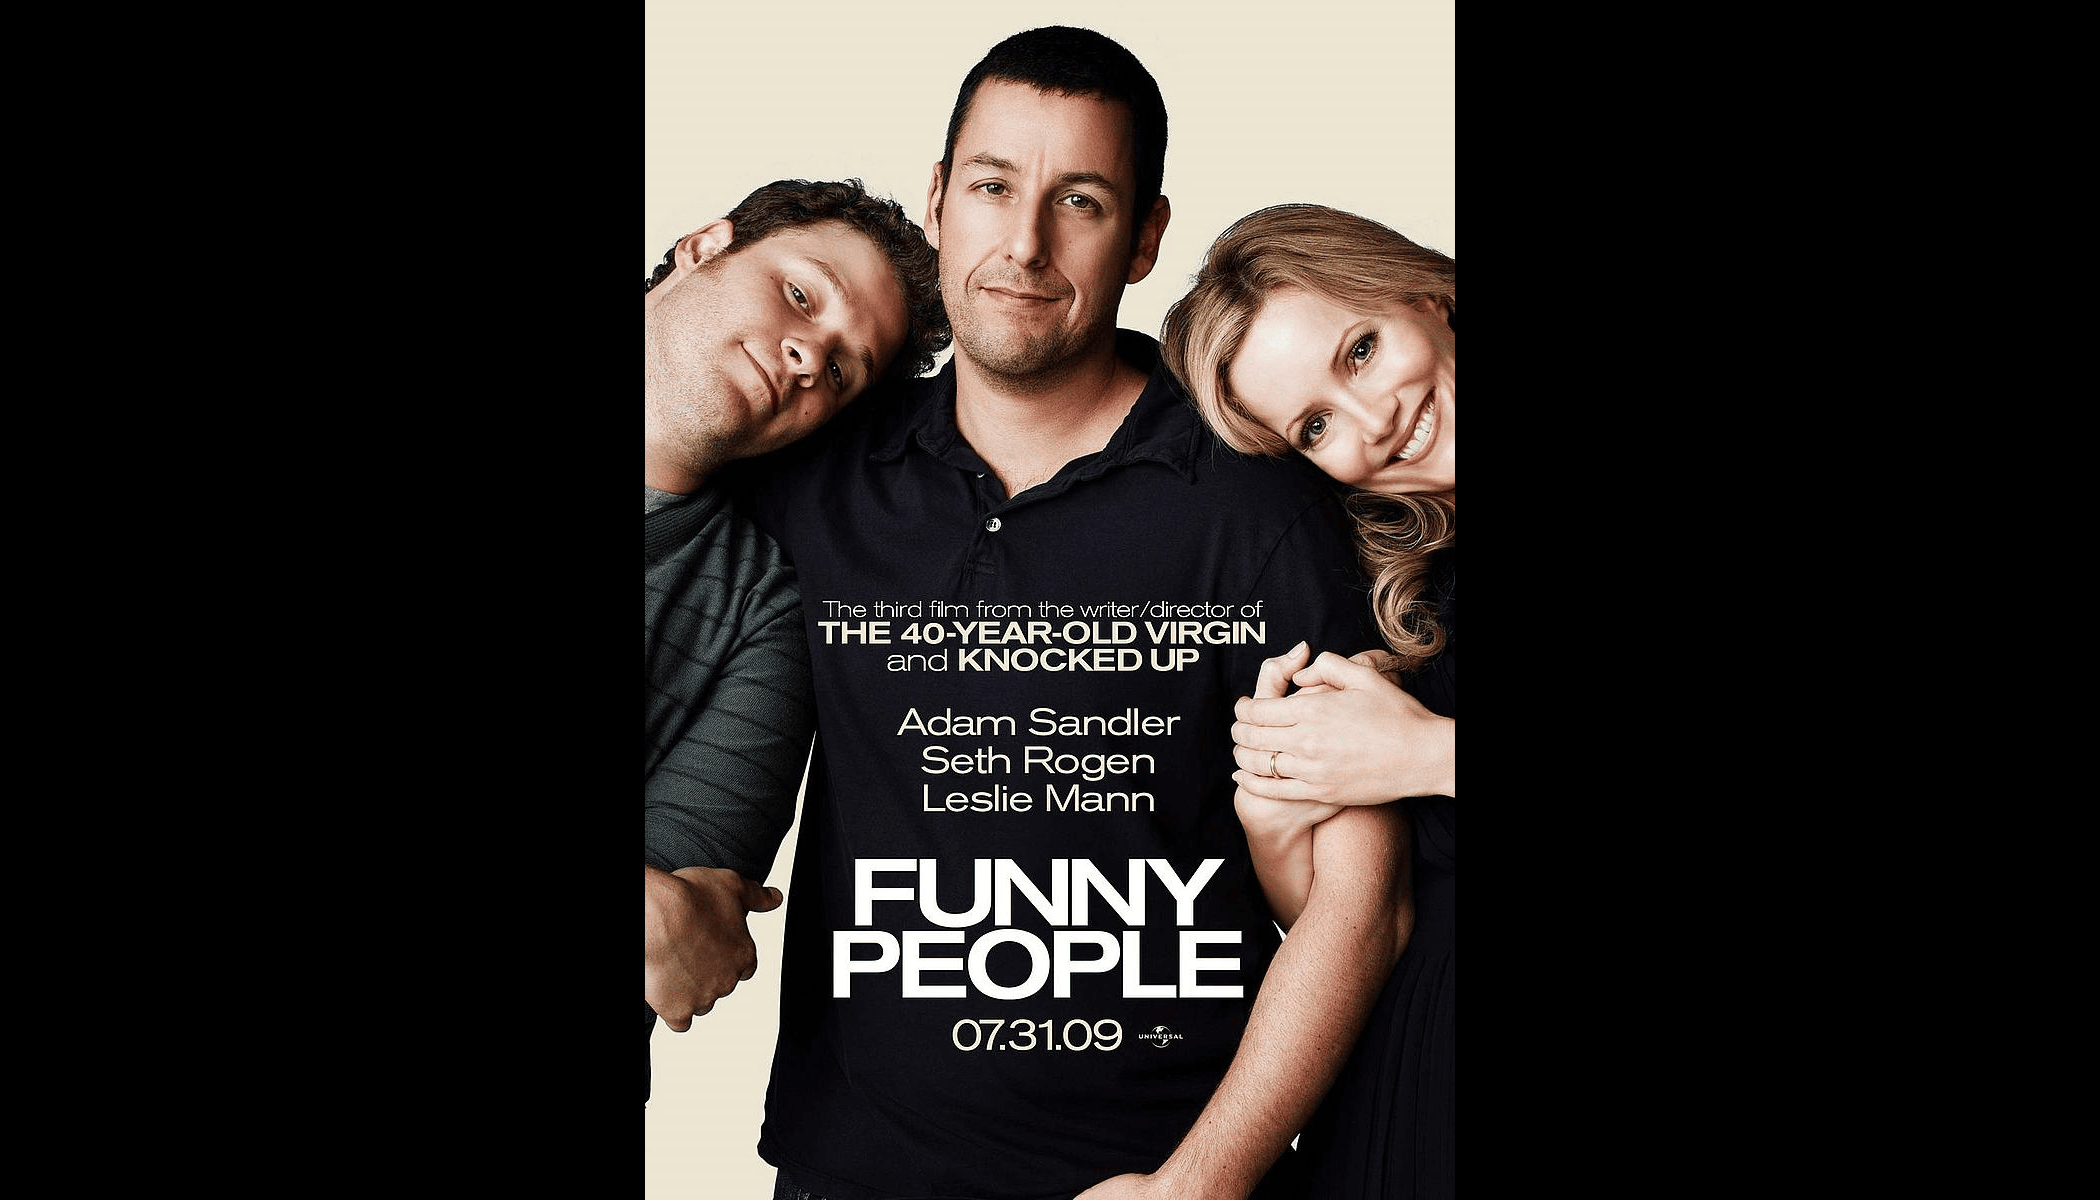 The third film from the writer/director of
THE 40-YEAR-OLD VIRGIN
and KNOCKED UP
Adam Sandler
Seth Rogen
Leslie Mann
FUNNY
PEOPLE
07.31.09 UNIVERSAL